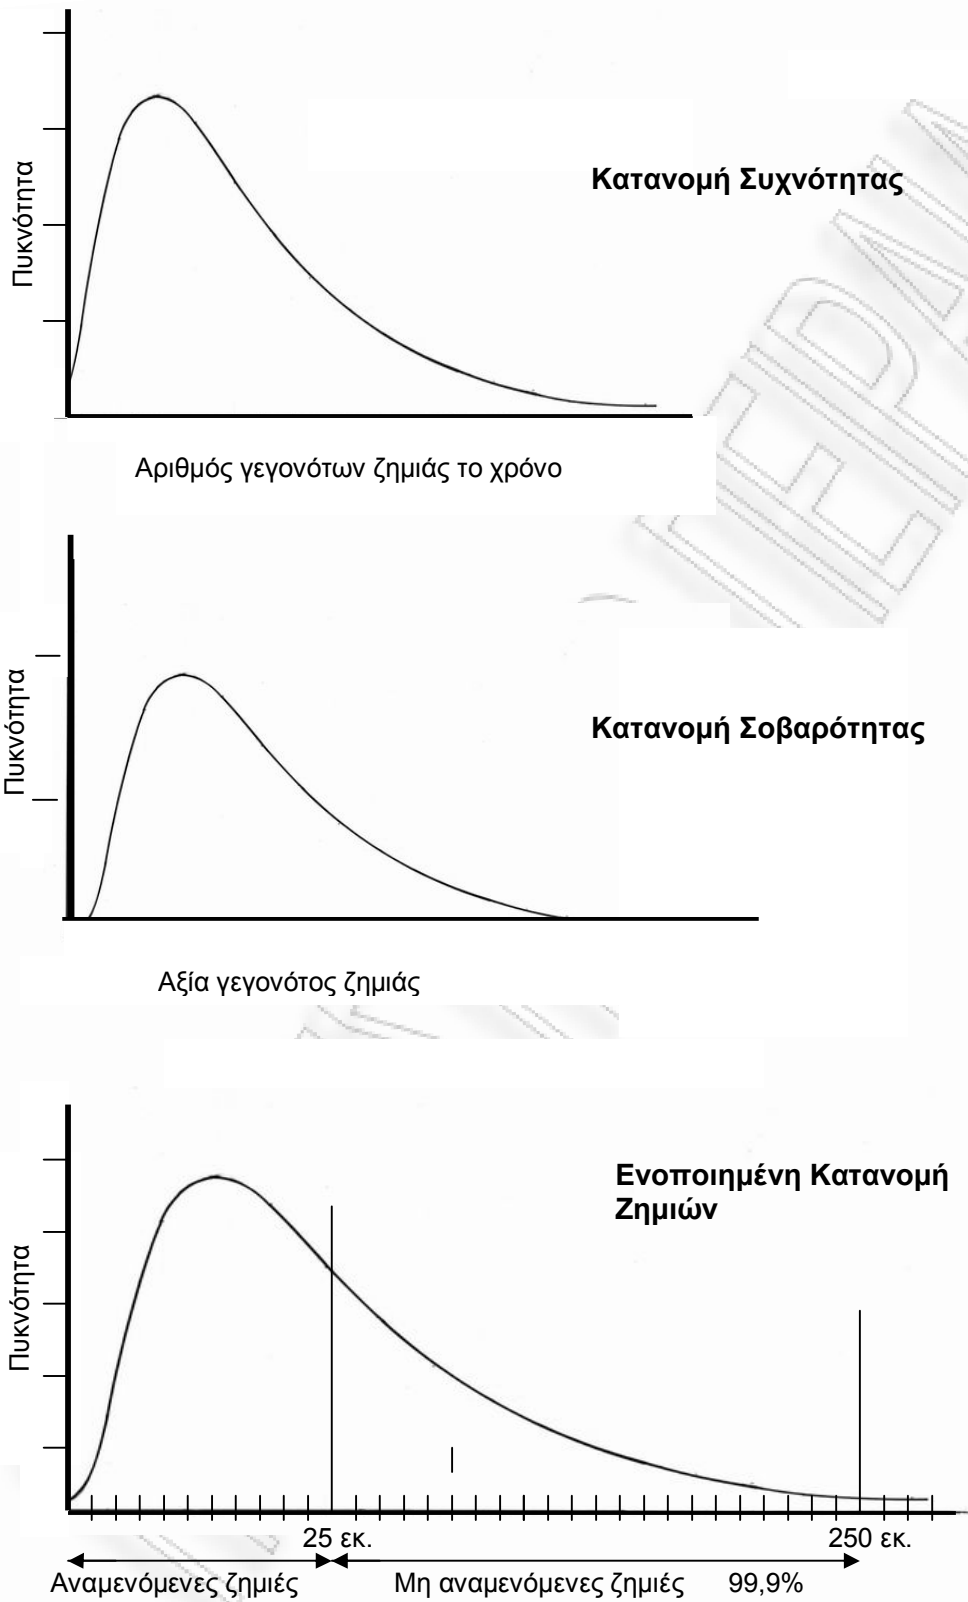 Πυκνότητα
Κατανομή Συχνότητας
Αριθμός γεγονότων ζημιάς το χρόνο
Πυκνότητα
Κατανομή Σοβαρότητας
Αξία γεγονότος ζημιάς
Πυκνότητα
Ενοποιημένη Κατανομή
Ζημιών
25 εκ.
250 εκ.
Αναμενόμενες ζημιές
Μη αναμενόμενες ζημιές 99,9%